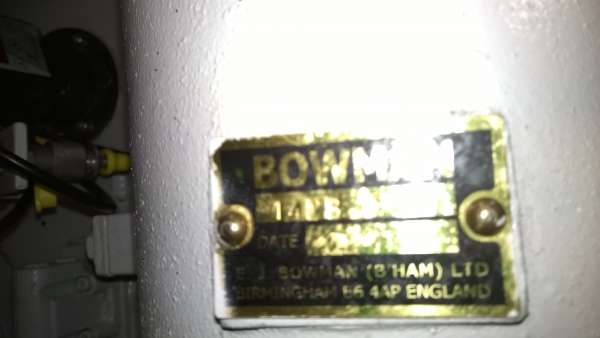 BOWMAN
DATE
E. J. BOWMAN (B'HAM) LTD
BIRMINGHAM B6 4AP ENGLAND